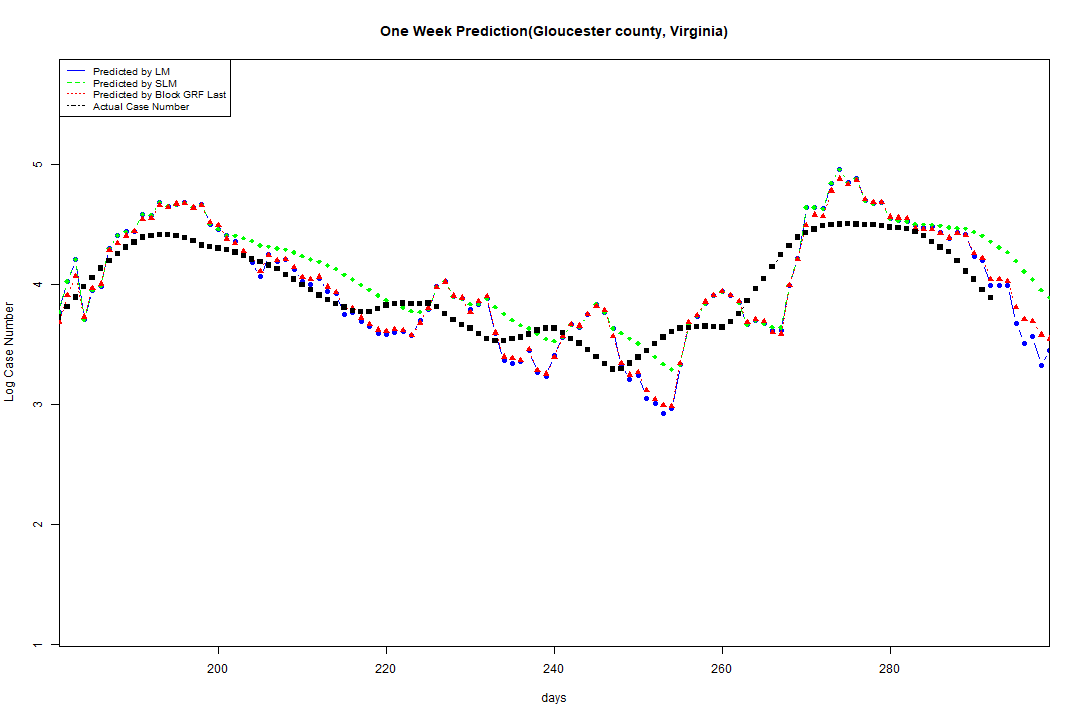 One Week Prediction(Gloucester county, Virginia)
Predicted by LM
Predicted by SLM
Predicted by Block GRF Last
Actual Case Number
5
4
3
2
1
Log Case Number
200 220 240 260 280
days